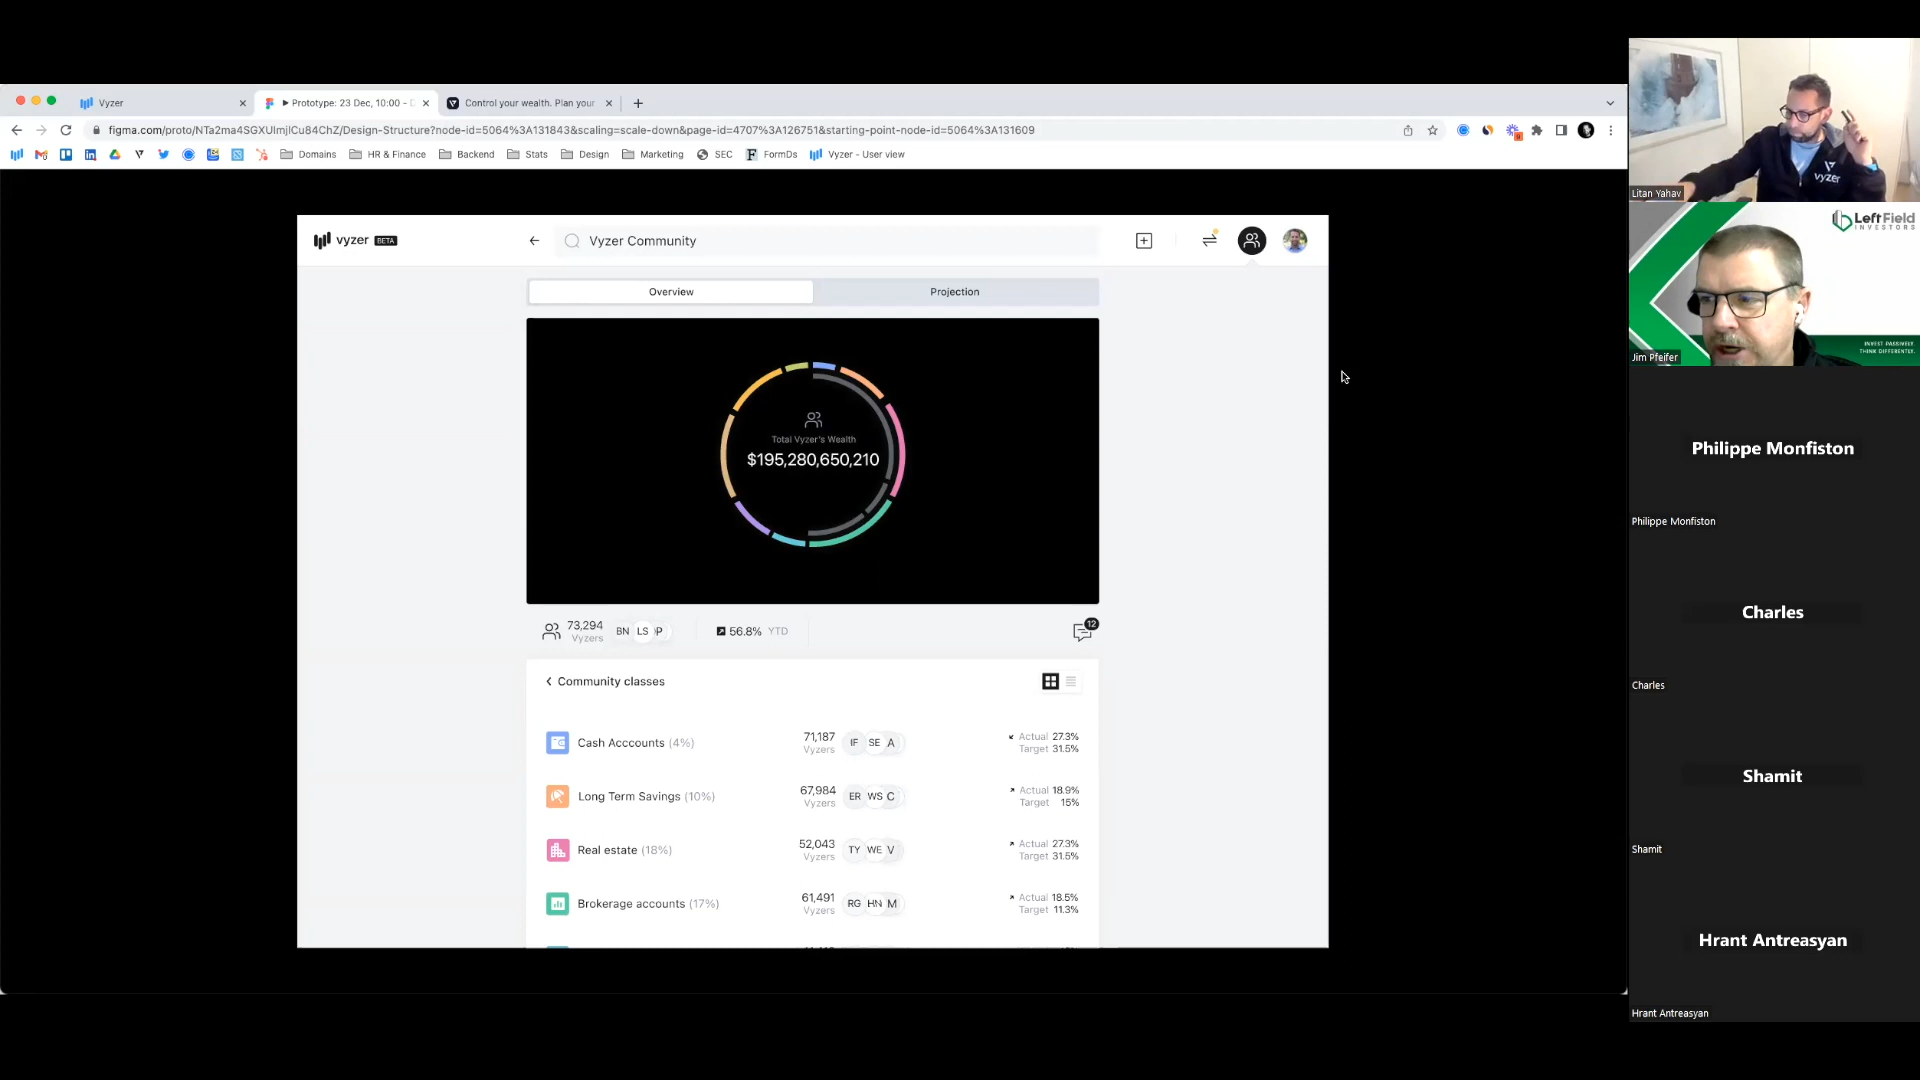 Vyzer
Prototype: 23 Dec, 10:00 -
Control your wealth. Plan your
figma.com/proto/NTa2ma4SGXUImjlCu84ChZ/Design-Structure?node-id=5064%3A131843&scaling=scale-down&page-id=4707%3A126751&starting-point-node-id=5064%3A131609
Domains
HR & Finance
Backend
Stats
Design
Marketing
SEC
FormDs
Vyzer - User view
vyzer BETA
Vyzer Community
Overview
Projection
Total Vyzer's Wealth
$195,280,650,210
73,294
Vyzers
BN LS P
56.8% YTD
12
Community classes
Cash Acccounts (4%)
71,187
Vyzers
IF SE A
Actual 27.3%
Target 31.5%
Long Term Savings (10%)
67,984
Vyzers
ER WS C
Actual 18.9%
Target 15%
Real estate (18%)
52,043
Vyzers
TY WE V
Actual 27.3%
Target 31.5%
Brokerage accounts (17%)
61,491
Vyzers
RG HN M
Actual 18.5%
Target 11.3%
vyzer
Litan Yahav
LeftField
INVESTORS
INVEST PASSIVELY.
THINK DIFFERENTLY.
Jim Pfeifer
Philippe Monfiston
Philippe Monfiston
Charles
Charles
Shamit
Shamit
Hrant Antreasyan
Hrant Antreasyan